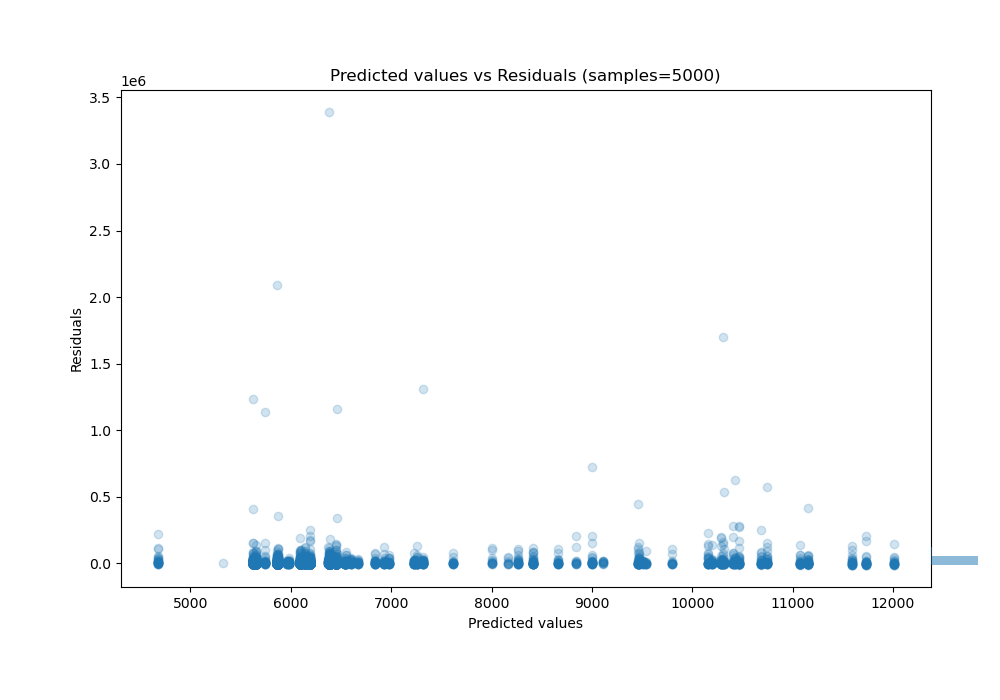 Predicted values vs Residuals (samples=5000)
1e6
3.5
3.0
2.5
2.0
1.5
1.0
0.5
0.0
Residuals
5000 6000 7000 8000 9000 10000 11000 12000
Predicted values